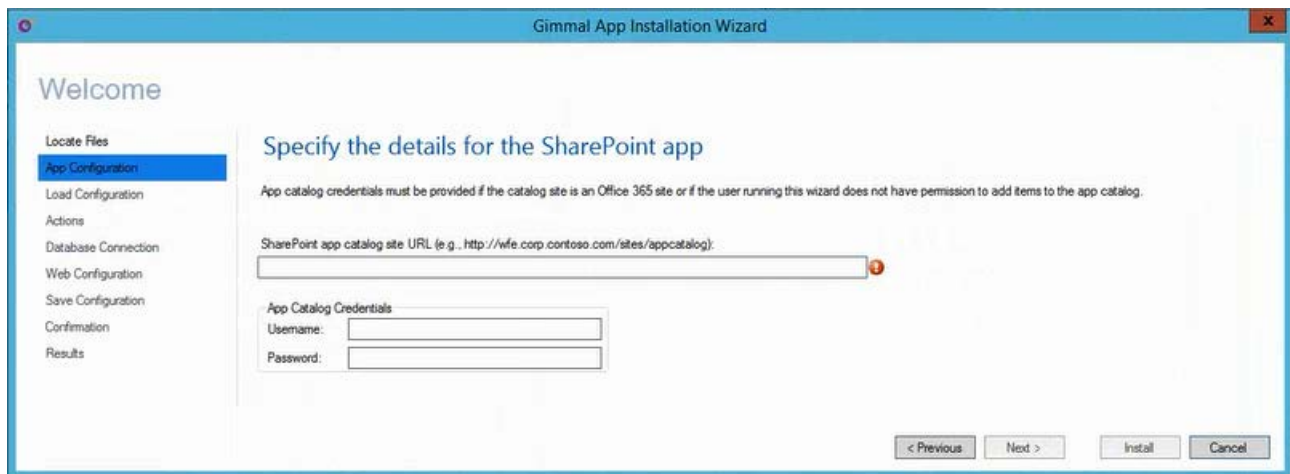 Gimmal App Installation Wizard
x
Welcome
Locate Files
App Configuration
Load Configuration
Actions
Database Connection
Web Configuration
Save Configuration
Confirmation
Results
Specify the details for the SharePoint app
App catalog credentials must be provided if the catalog site is an Office 365 site or if the user running this wizard does not have permission to add items to the app catalog.
SharePoint app catalog site URL (e.g., http://wfe.corp.contoso.com/sites/appcatalog):
App Catalog Credentials
Username:
Password:
< Previous Next > Install Cancel